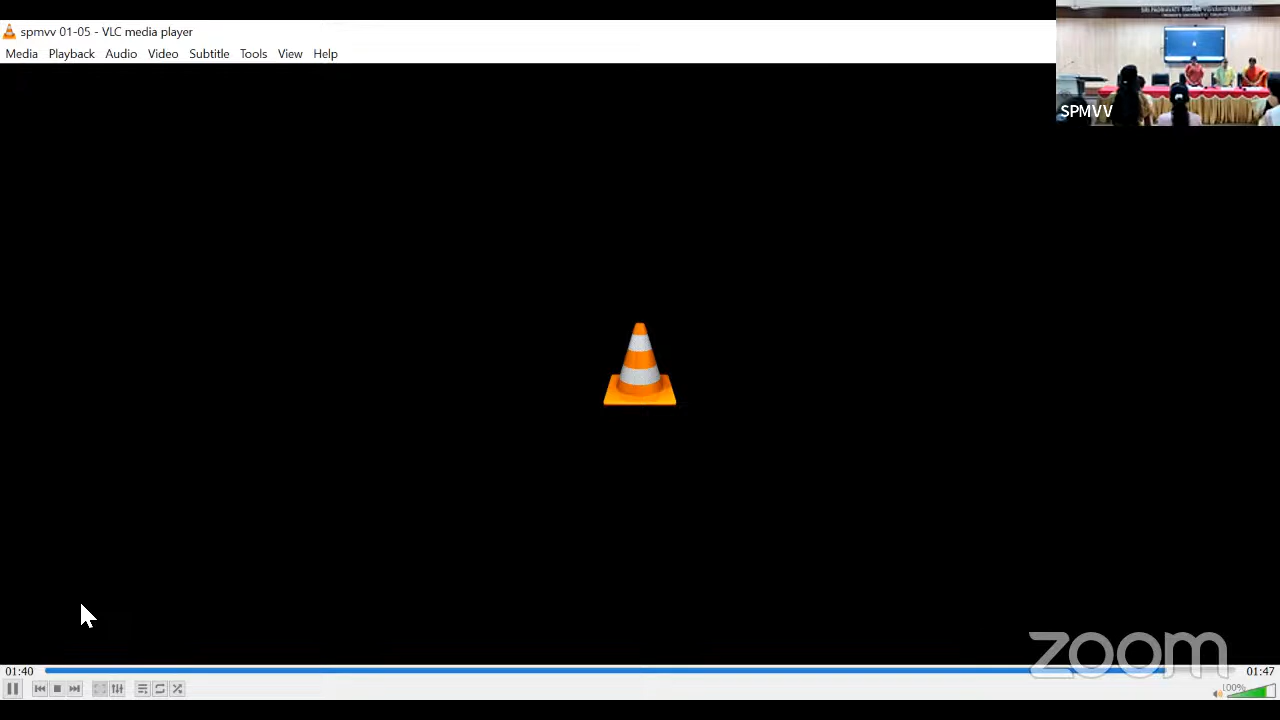 spmvv 01-05 - VLC media player
Media Playback Audio Video Subtitle Tools View Help
SPMVV
zoom
01:40
01:47
100%